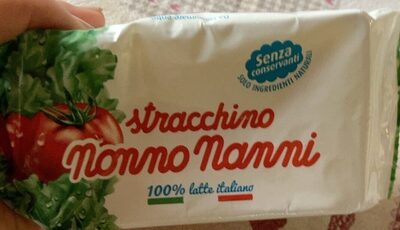 Senza
conservanti
SOLO INGREDIENTI NATURALI
stracchino
Nonno Nanni
100% latte italiano